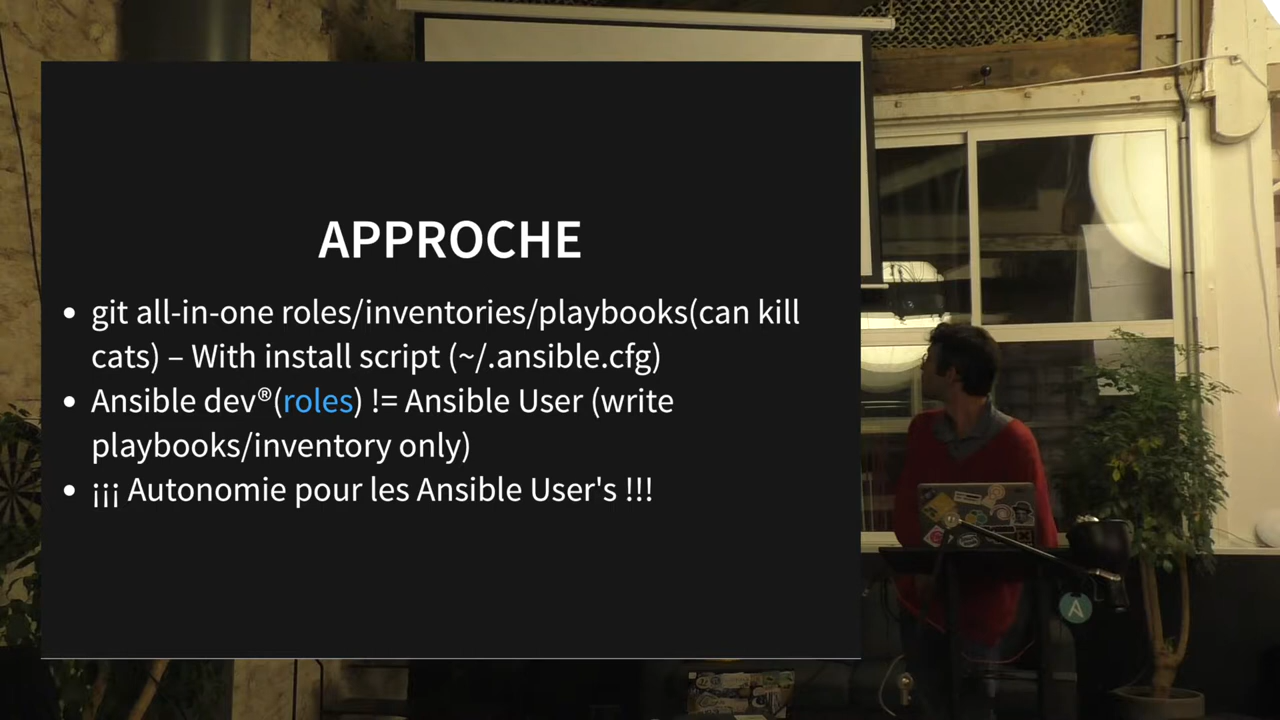 APPROCHE
• git all-in-one roles/inventories/playbooks(can kill
cats) – With install script (~/.ansible.cfg)
• Ansible dev®(roles) != Ansible User (write
playbooks/inventory only)
• ¡¡¡ Autonomie pour les Ansible User's !!!
A